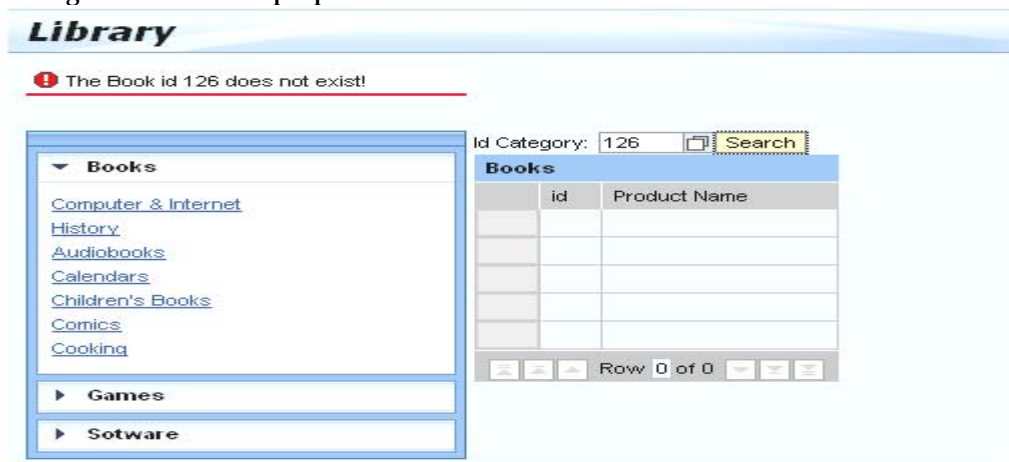 Library
The Book id 126 does not exist!
Id Category: 126 Search
Books
Computer & Internet
History
Audiobooks
Calendars
Children's Books
Comics
Cooking
Games
Sotware
Books
id Product Name
Row 0 of 0